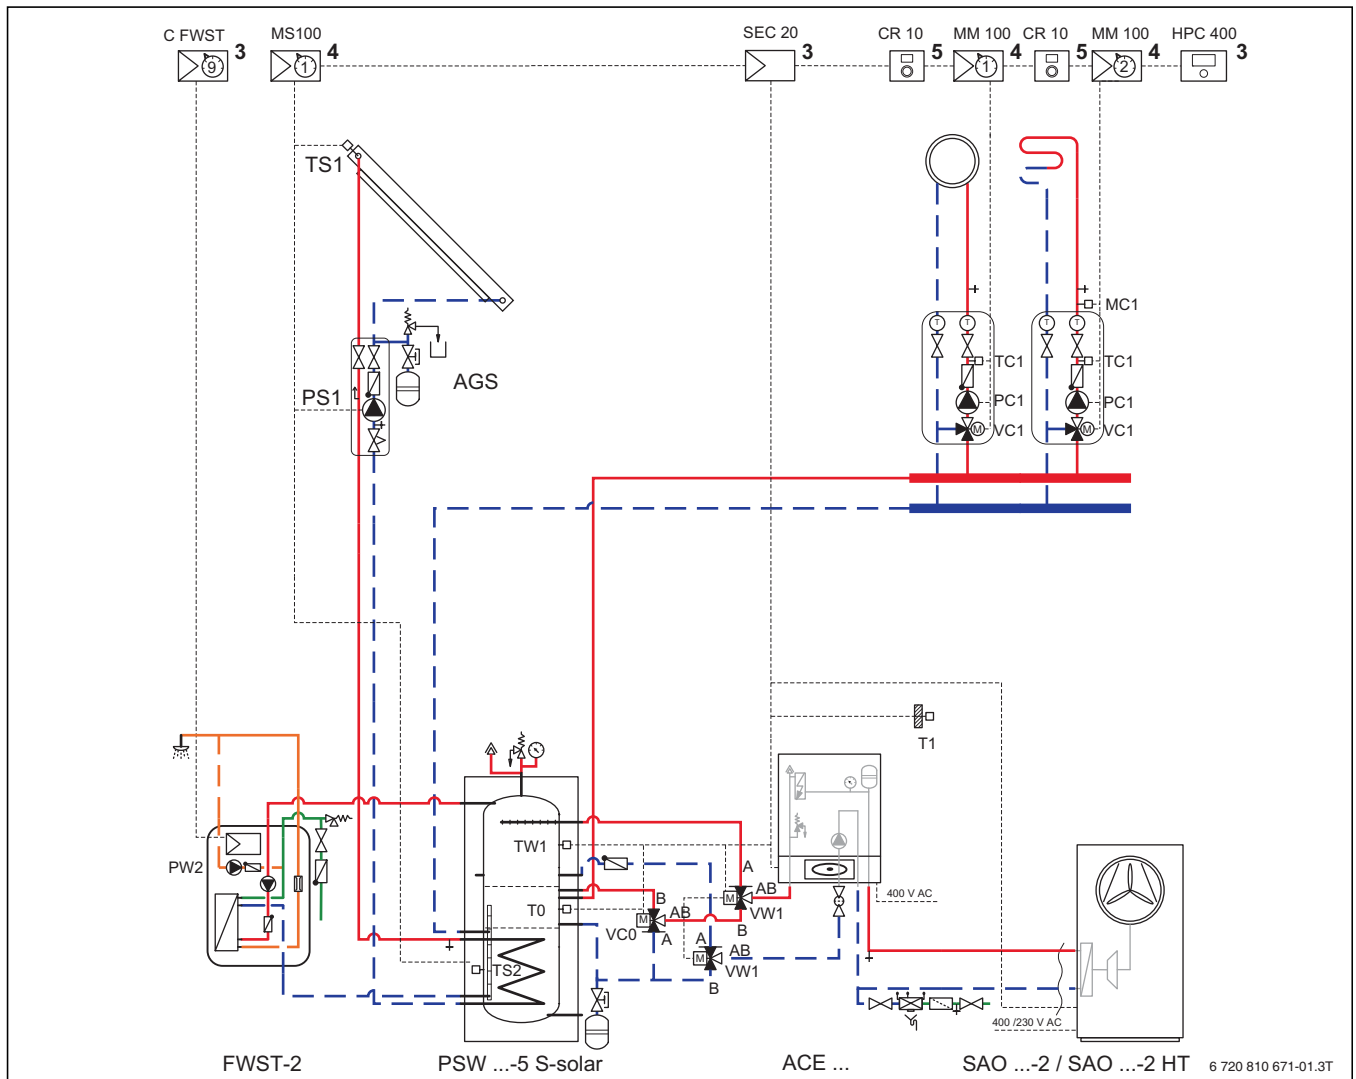 C FWST 3
MS100 4
SEC 20 3
CR 10 5
MM 100 4
CR 10 5
MM 100 4
HPC 400 3
9
1
1
2
TS1
AGS
PS1
T
T
T
T
MC1
TC1
TC1
PC1
PC1
M
VC1
M
VC1
T1
PW2
TW1
T0
TS2
A
AB
M
VW1
B
B
AB
M
VC0
A
A
AB
M
VW1
B
400 V AC
400 /230 V AC
FWST-2
PSW ...-5 S-solar
ACE ...
SAO ...-2 / SAO ...-2 HT
6 720 810 671-01.3T